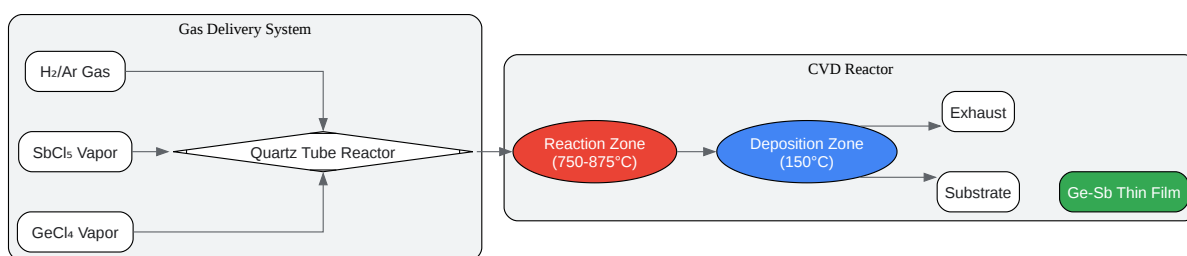 Gas Delivery System
H₂/Ar Gas
SbCl₅ Vapor
Quartz Tube Reactor
GeCl₄ Vapor
CVD Reactor
Reaction Zone
(750-875°C)
Deposition Zone
(150°C)
Exhaust
Substrate
Ge-Sb Thin Film